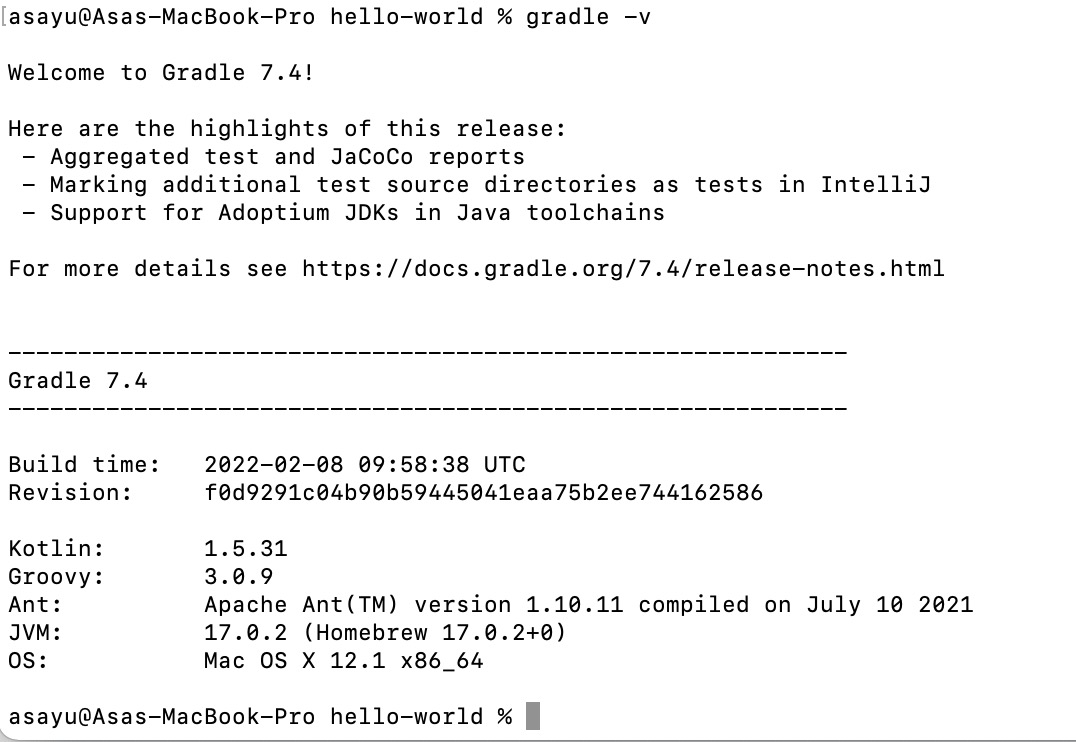 [asayu@Asas-MacBook-Pro hello-world % gradle -v
Welcome to Gradle 7.4!
Here are the highlights of this release:
 - Aggregated test and JaCoCo reports
 - Marking additional test source directories as tests in IntelliJ
 - Support for Adoptium JDKs in Java toolchains
For more details see https://docs.gradle.org/7.4/release-notes.html
------------------------------------------------------------
Gradle 7.4
------------------------------------------------------------
Build time:   2022-02-08 09:58:38 UTC
Revision:     f0d9291c04b90b59445041eaa75b2ee744162586
Kotlin:       1.5.31
Groovy:       3.0.9
Ant:          Apache Ant(TM) version 1.10.11 compiled on July 10 2021
JVM:          17.0.2 (Homebrew 17.0.2+0)
OS:           Mac OS X 12.1 x86_64
asayu@Asas-MacBook-Pro hello-world %